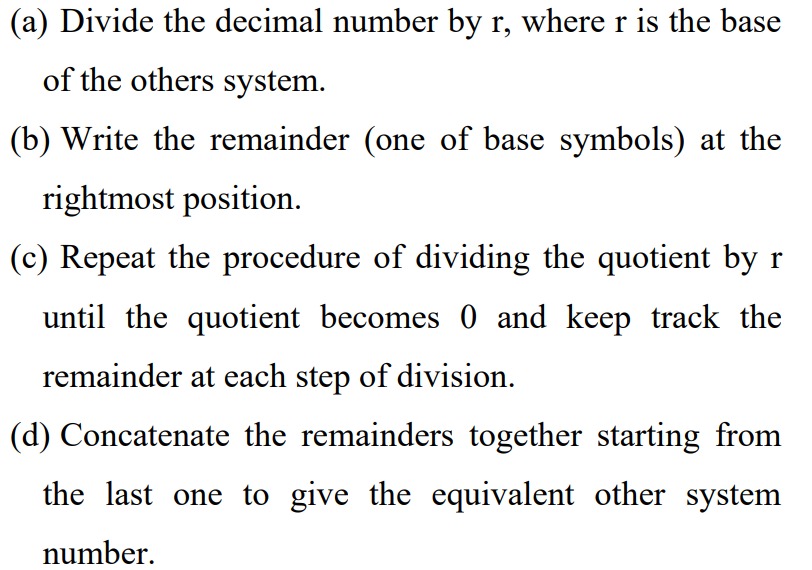 (a) Divide the decimal number by r, where r is the base
of the others system.
(b) Write the remainder (one of base symbols) at the
rightmost position.
(c) Repeat the procedure of dividing the quotient by r
until the quotient becomes 0 and keep track the
remainder at each step of division.
(d) Concatenate the remainders together starting from
the last one to give the equivalent other system
number.